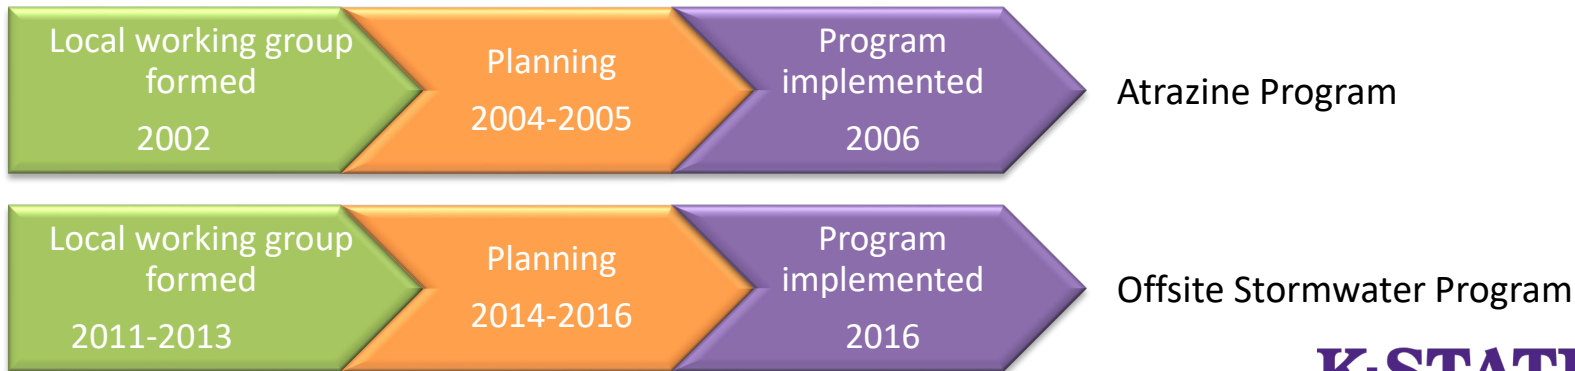 Local working group
formed
2002
Planning
2004-2005
Program
implemented
2006
Atrazine Program
Local working group
formed
2011-2013
Planning
2014-2016
Program
implemented
2016
Offsite Stormwater Program